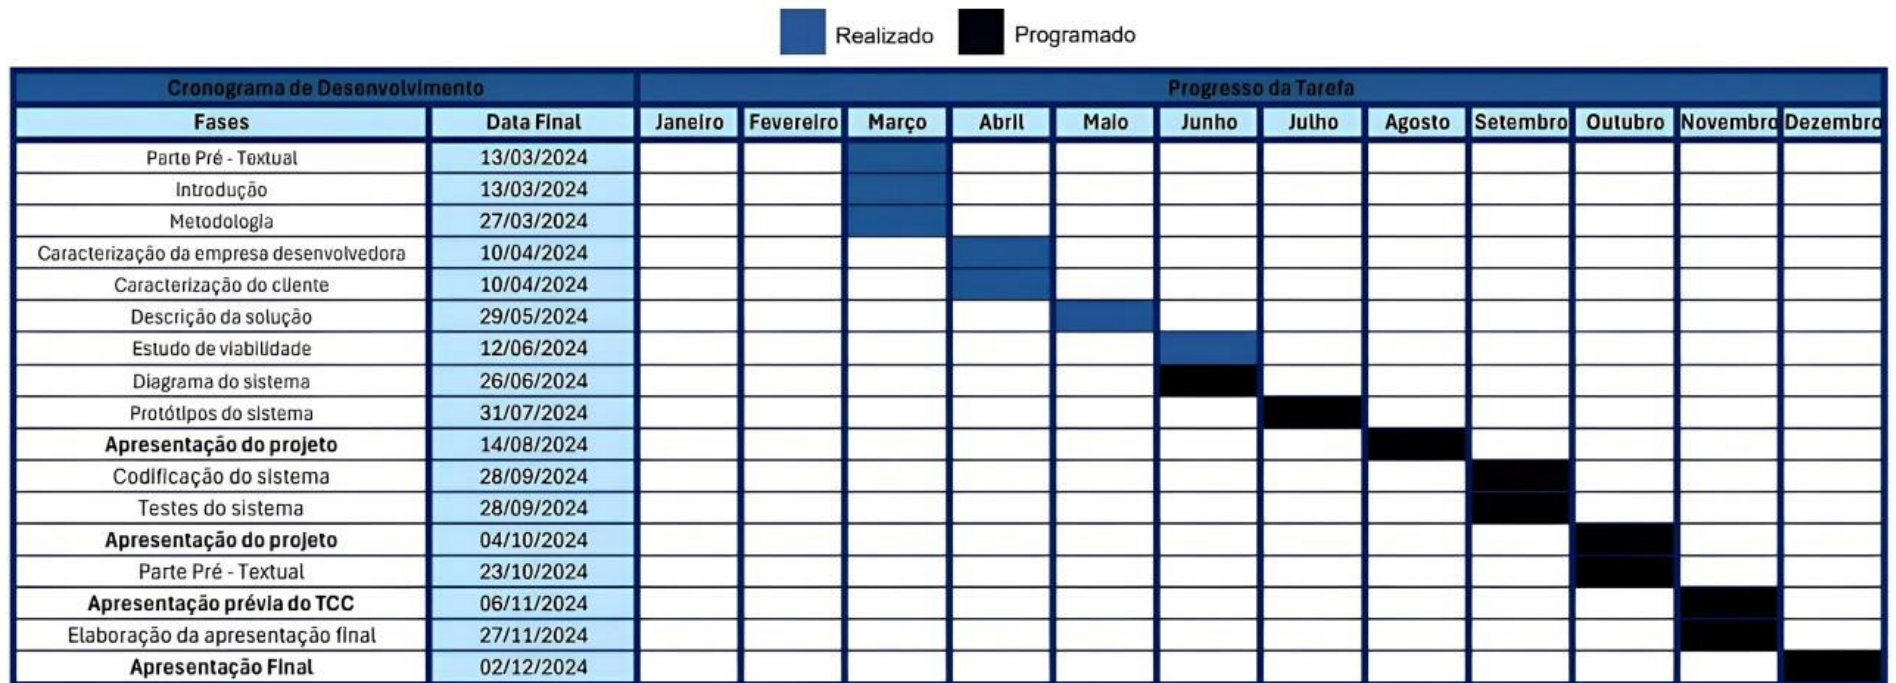 Realizado Programado
Cronograma de Desenvolvimento Progresso da Tarefa
Fases Data Final Janeiro Fevereiro Março Abril Maio Junho Julho Agosto Setembro Outubro Novembro Dezembro
Parte Pré - Textual 13/03/2024
Introdução 13/03/2024
Metodologia 27/03/2024
Caracterização da empresa desenvolvedora 10/04/2024
Caracterização do cliente 10/04/2024
Descrição da solução 29/05/2024
Estudo de viabilidade 12/06/2024
Diagrama do sistema 26/06/2024
Protótipos do sistema 31/07/2024
Apresentação do projeto 14/08/2024
Codificação do sistema 28/09/2024
Testes do sistema 28/09/2024
Apresentação do projeto 04/10/2024
Parte Pré - Textual 23/10/2024
Apresentação prévia do TCC 06/11/2024
Elaboração da apresentação final 27/11/2024
Apresentação Final 02/12/2024